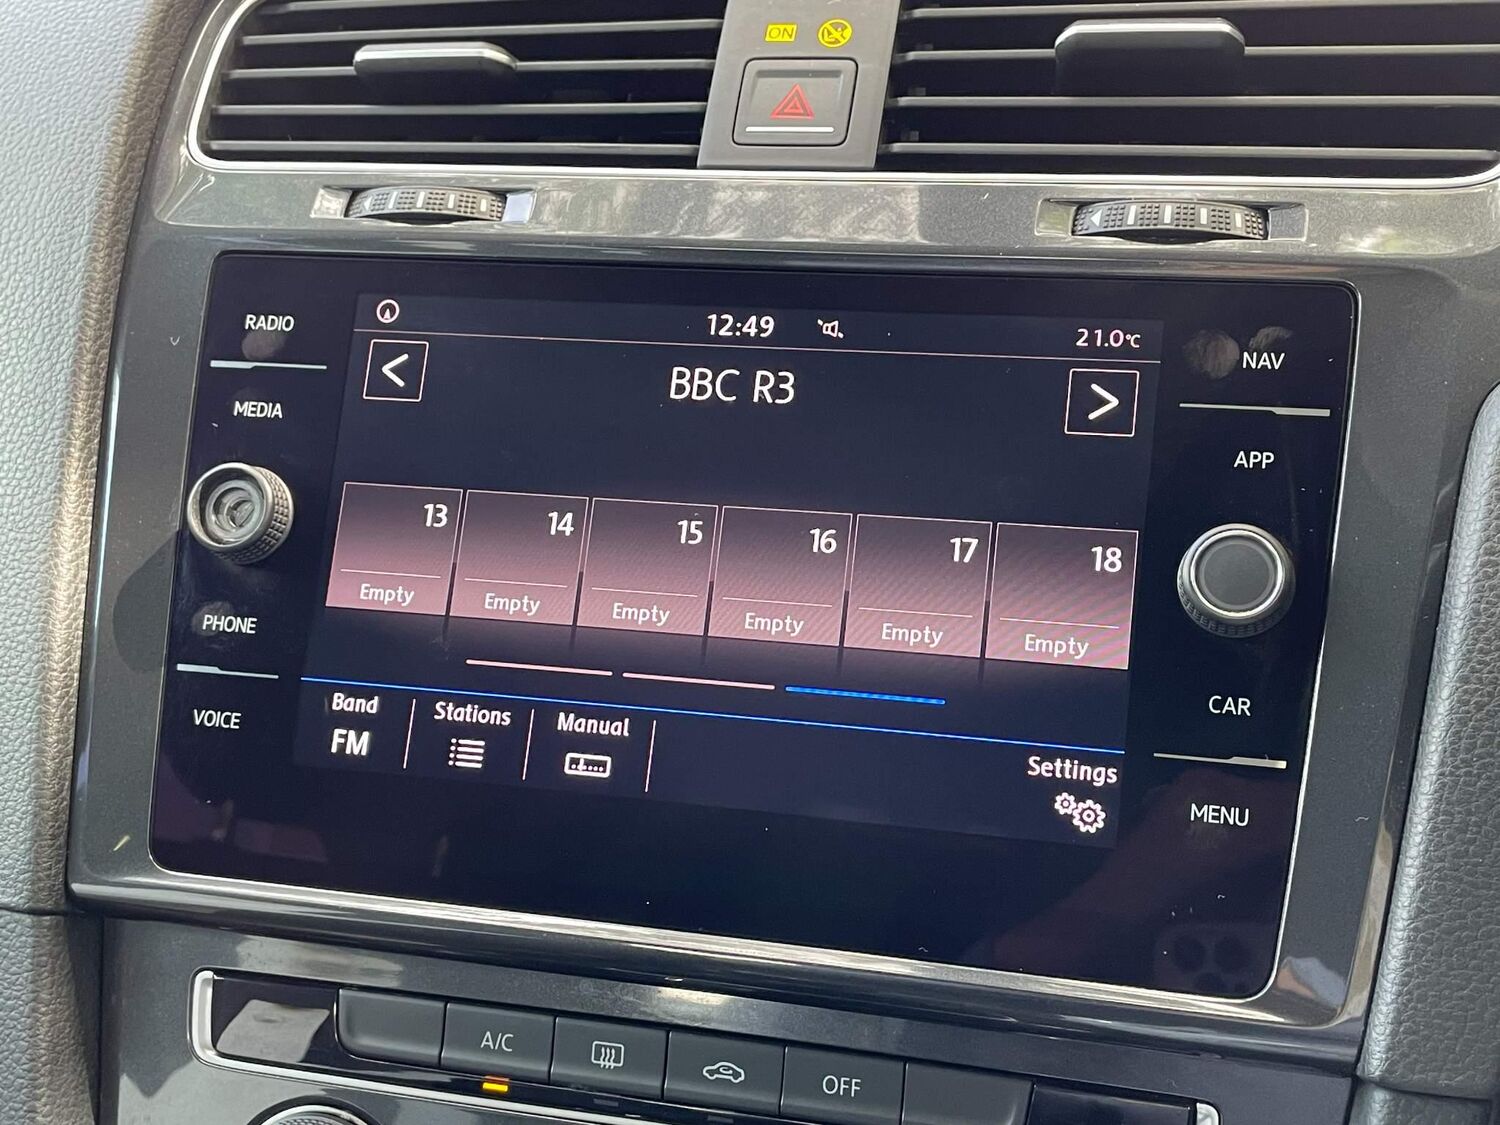 ON
RADIO
12:49
21.0°C
NAV
MEDIA
<
BBC R3
>
APP
13
14
15
16
17
18
Empty
Empty
Empty
Empty
Empty
Empty
PHONE
CAR
VOICE
Band
Stations
Manual
FM
Settings
MENU
A/C
OFF